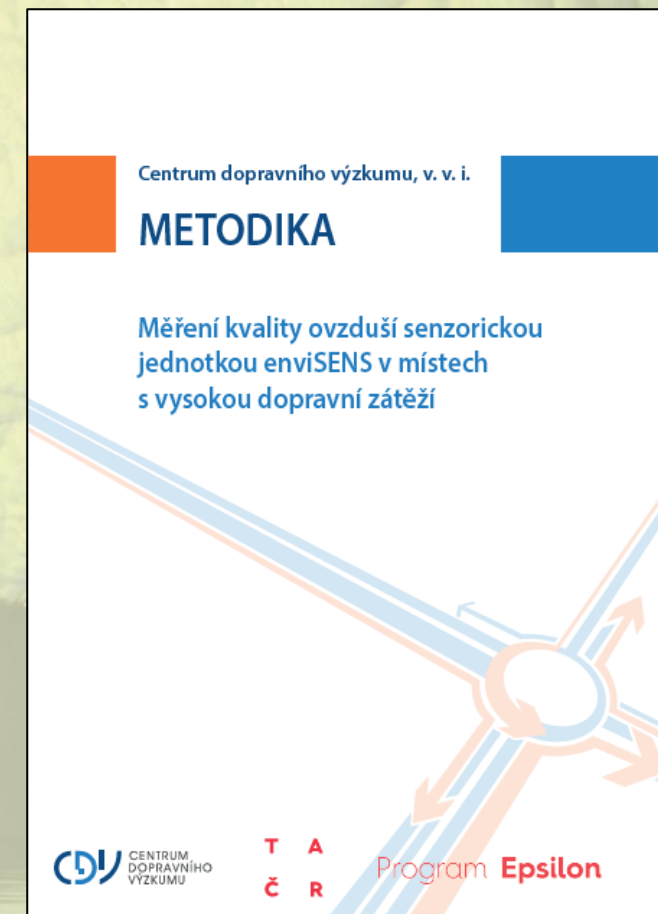 Centrum dopravního výzkumu, v. v. i.
METODIKA
Měření kvality ovzduší senzorickou
jednotkou enviSENS v místech
s vysokou dopravní zátěží
CDV
CENTRUM
DOPRAVNÍHO
VÝZKUMU
T A
Č R
Program Epsilon